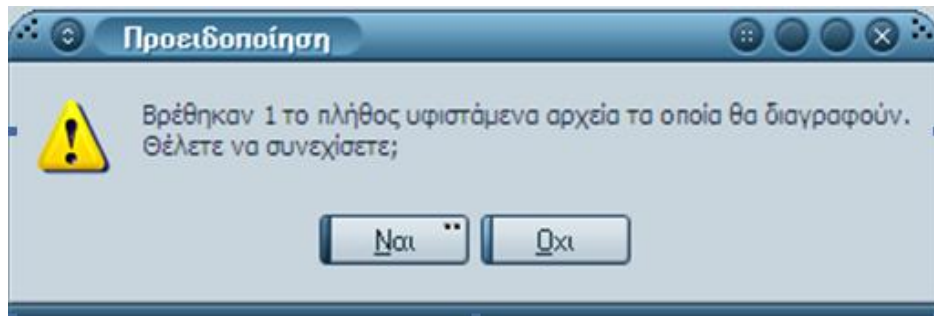 Προειδοποίηση
Βρέθηκαν 1 το πλήθος υφιστάμενα αρχεία τα οποία θα διαγραφούν.
Θέλετε να συνεχίσετε;
Ναι Οχι